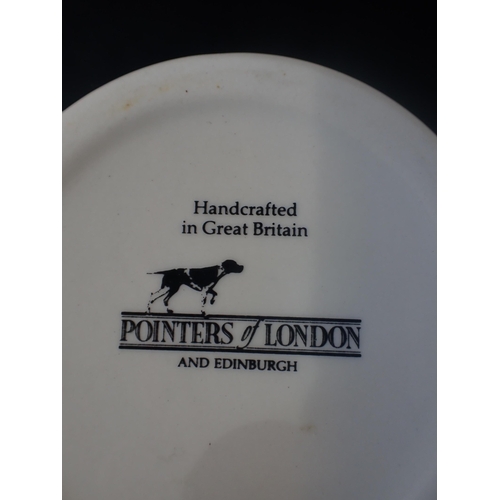 Handcrafted
in Great Britain
POINTERS of LONDON
AND EDINBURGH